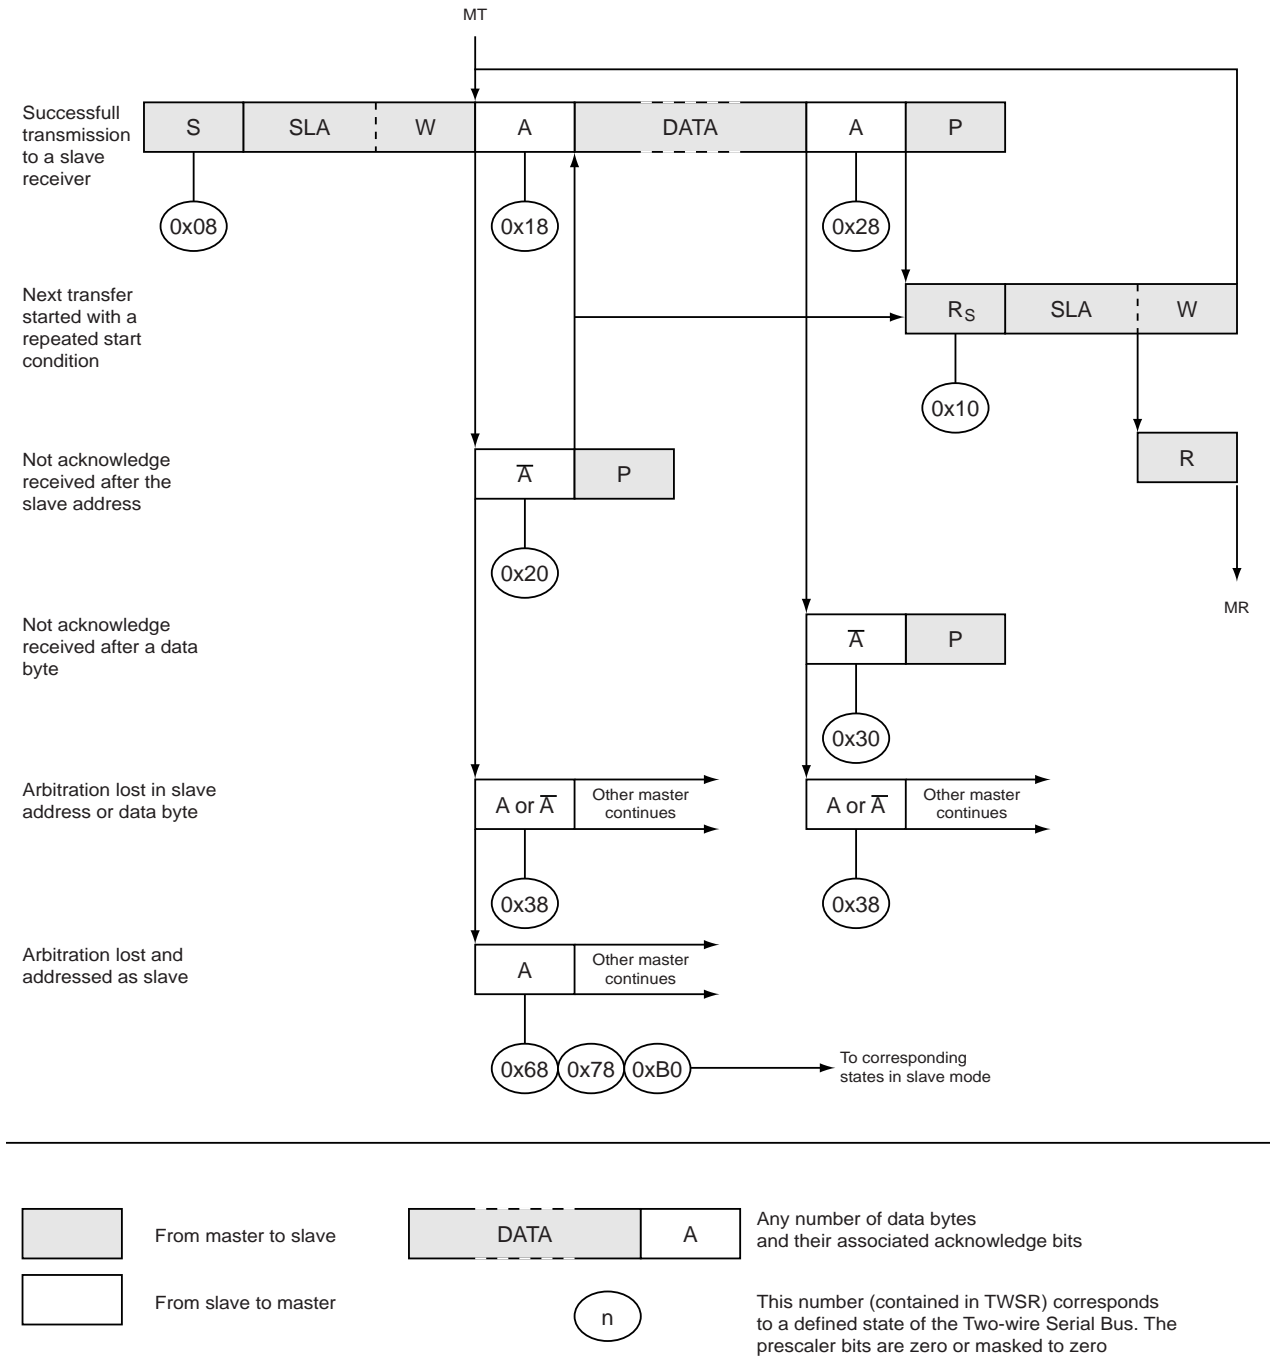 MT
Successfull
transmission
to a slave
receiver
S SLA W A DATA A P
0x08 0x18 0x28
Next transfer
started with a
repeated start
condition
RS SLA W
0x10
Not acknowledge
received after the
slave address
A̅ P
R
0x20
MR
Not acknowledge
received after a data
byte
A̅ P
0x30
Arbitration lost in slave
address or data byte
A or A̅
Other master
continues
A or A̅
Other master
continues
0x38 0x38
Arbitration lost and
addressed as slave
A
Other master
continues
0x68 0x78 0xB0
To corresponding
states in slave mode
From master to slave
DATA A
Any number of data bytes
and their associated acknowledge bits
From slave to master
n
This number (contained in TWSR) corresponds
to a defined state of the Two-wire Serial Bus. The
prescaler bits are zero or masked to zero